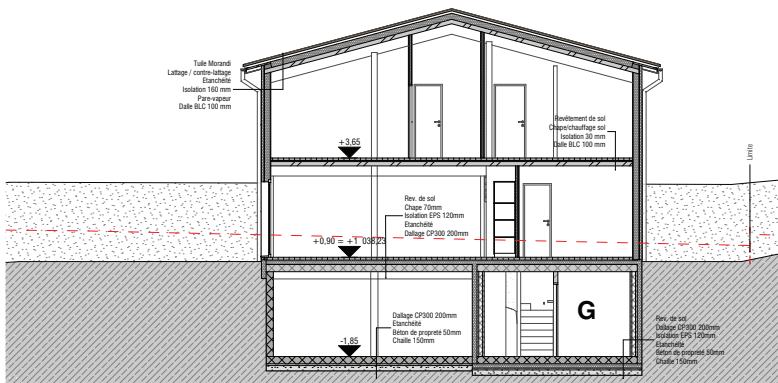 Tuile Morandi
Lattage / contre-lattage
Etanchéité
Isolation 160 mm
Pare-vapeur
Dalle BLC 100 mm
Revêtement de sol
Chape/chauffage sol
Isolation 30 mm
Dalle BLC 100 mm
+3,65
Limite
Rev. de sol
Chape 70mm
Isolation EPS 120mm
Etanchéité
Dallage CP300 200mm
+0,90 = +1 038,23
G
Dallage CP300 200mm
Etanchéité
Béton de propreté 50mm
Chaille 150mm
Rev. de sol
Dallage CP300 200mm
Isolation EPS 120mm
Etanchéité
Béton de propreté 50mm
Chaille 150mm
-1,85